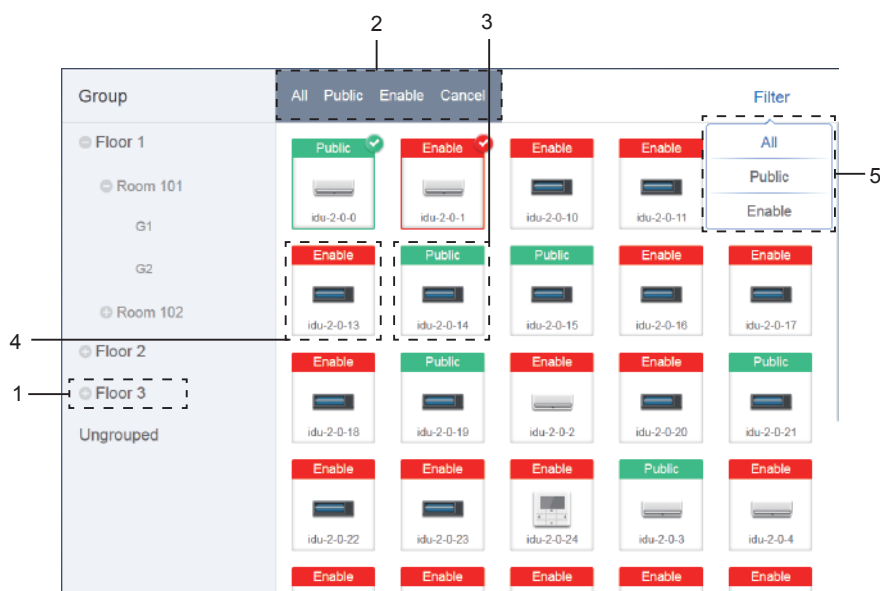 2
3
Group
All Public Enable Cancel
Filter
All
Public
Enable
5
Floor 1
Room 101
G1
G2
Room 102
Floor 2
Floor 3
Ungrouped
4
1
Public Enable Enable Enable
idu-2-0-0 idu-2-0-1 idu-2-0-10 idu-2-0-11
Enable Public Public Enable Enable
idu-2-0-13 idu-2-0-14 idu-2-0-15 idu-2-0-16 idu-2-0-17
Enable Public Enable Enable Public
idu-2-0-18 idu-2-0-19 idu-2-0-2 idu-2-0-20 idu-2-0-21
Enable Enable Enable Public Enable
idu-2-0-22 idu-2-0-23 idu-2-0-24 idu-2-0-3 idu-2-0-4
Enable Enable Enable Enable Enable